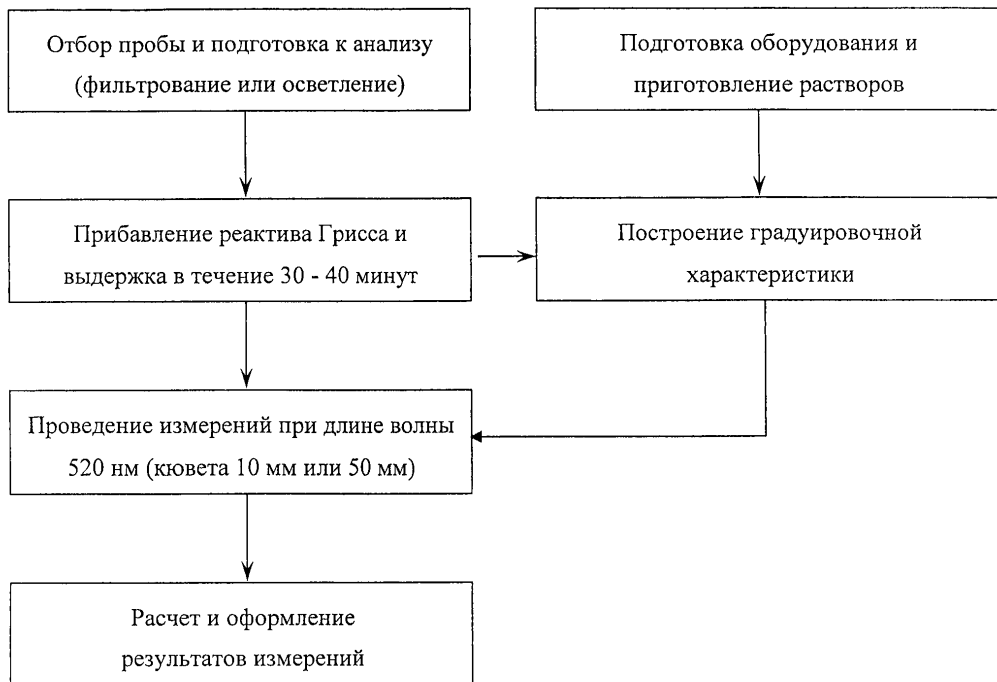 Отбор пробы и подготовка к анализу
(фильтрование или осветление)
Подготовка оборудования и
приготовление растворов
Прибавление реактива Грисса и
выдержка в течение 30 - 40 минут
Построение градуировочной
характеристики
Проведение измерений при длине волны
520 нм (кювета 10 мм или 50 мм)
Расчет и оформление
результатов измерений